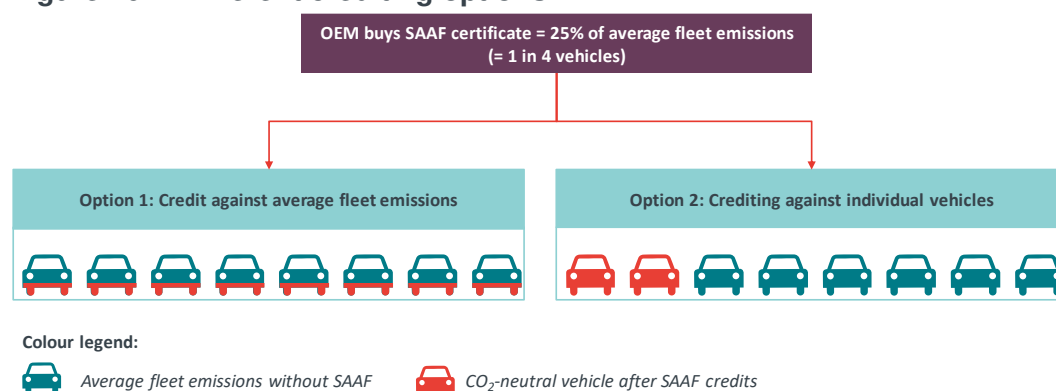 OEM buys SAAF certificate = 25% of average fleet emissions
(= 1 in 4 vehicles)
Option 1: Credit against average fleet emissions
Option 2: Crediting against individual vehicles
Colour legend:
Average fleet emissions without SAAF
CO₂-neutral vehicle after SAAF credits